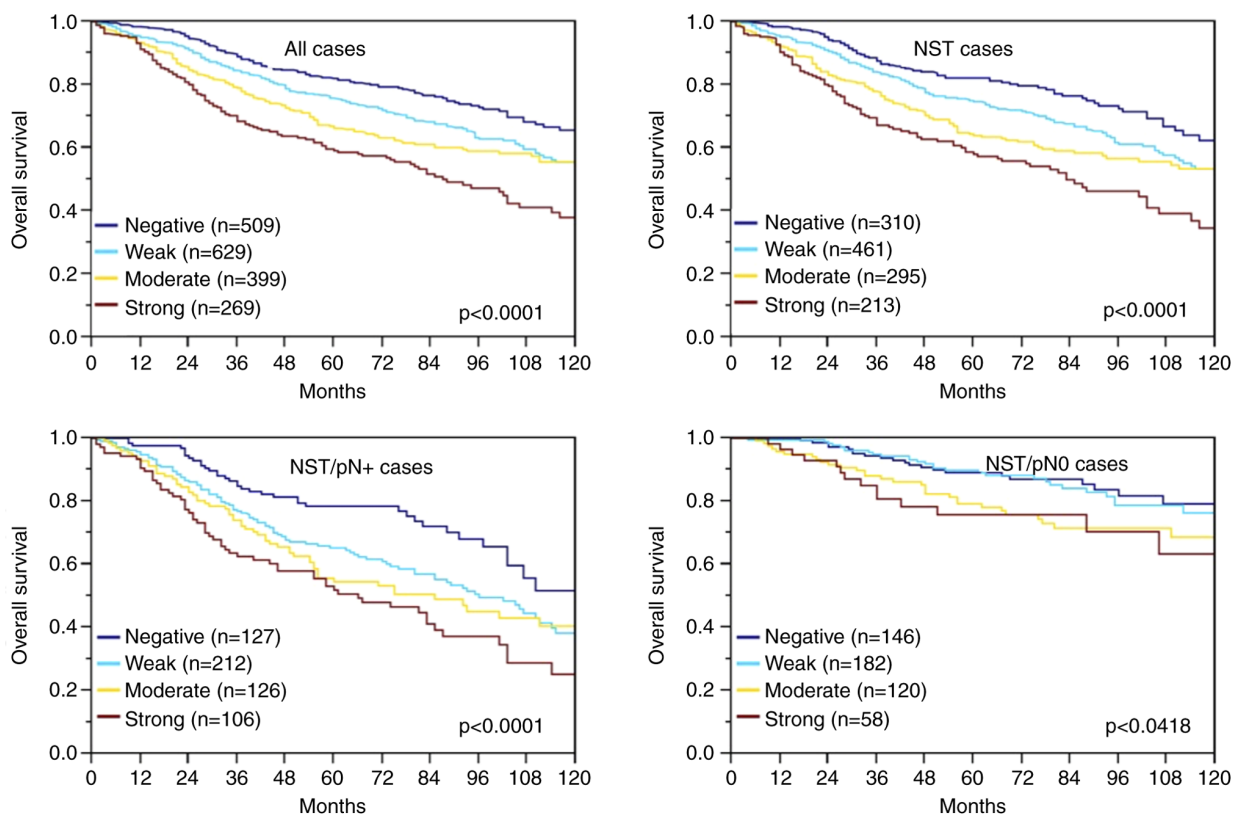 All cases
Overall survival
1.0
0.8
0.6
0.4
0.2
0.0
Negative (n=509)
Weak (n=629)
Moderate (n=399)
Strong (n=269)
p<0.0001
0 12 24 36 48 60 72 84 96 108 120
Months
NST cases
Overall survival
1.0
0.8
0.6
0.4
0.2
0.0
Negative (n=310)
Weak (n=461)
Moderate (n=295)
Strong (n=213)
p<0.0001
0 12 24 36 48 60 72 84 96 108 120
Months
NST/pN+ cases
Overall survival
1.0
0.8
0.6
0.4
0.2
0.0
Negative (n=127)
Weak (n=212)
Moderate (n=126)
Strong (n=106)
p<0.0001
0 12 24 36 48 60 72 84 96 108 120
Months
NST/pN0 cases
Overall survival
1.0
0.8
0.6
0.4
0.2
0.0
Negative (n=146)
Weak (n=182)
Moderate (n=120)
Strong (n=58)
p<0.0418
0 12 24 36 48 60 72 84 96 108 120
Months